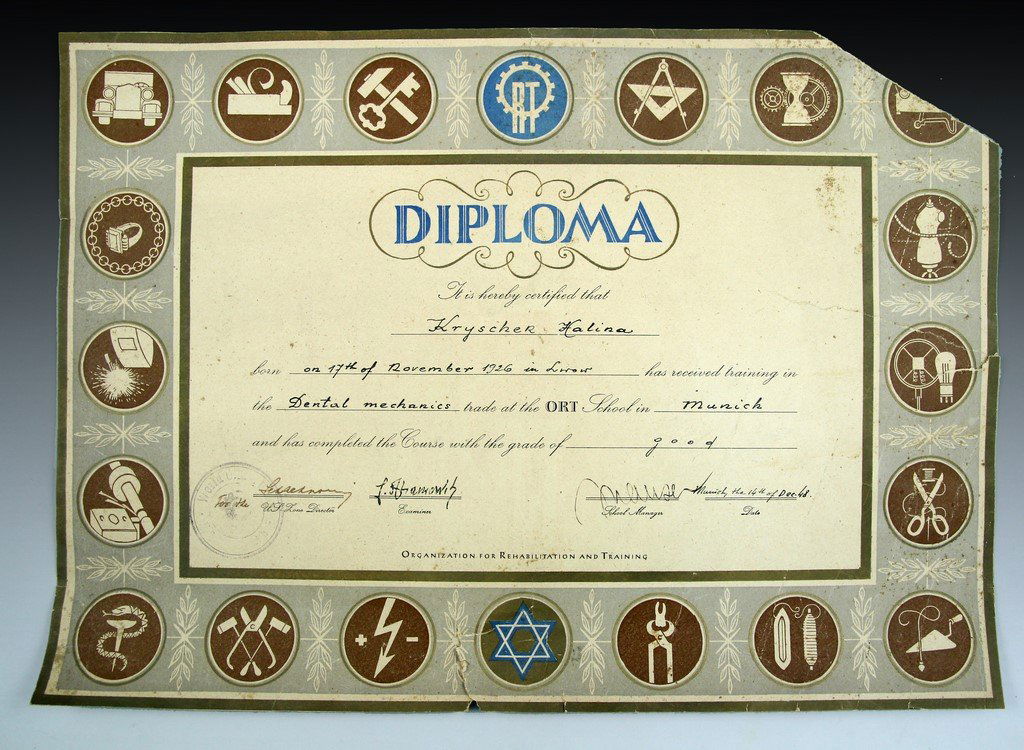 ORT
DIPLOMA
It is hereby certified that
Kryscher Halina
born on 17th of November 1926 in Lwow has received training in
the Dental mechanics trade at the ORT School in Munich
and has completed the Course with the grade of good
For the
Munich, the 14th of Dec. 48.
U.S. Zone Director Examiner School Manager Date
ORGANIZATION FOR REHABILITATION AND TRAINING
+ -